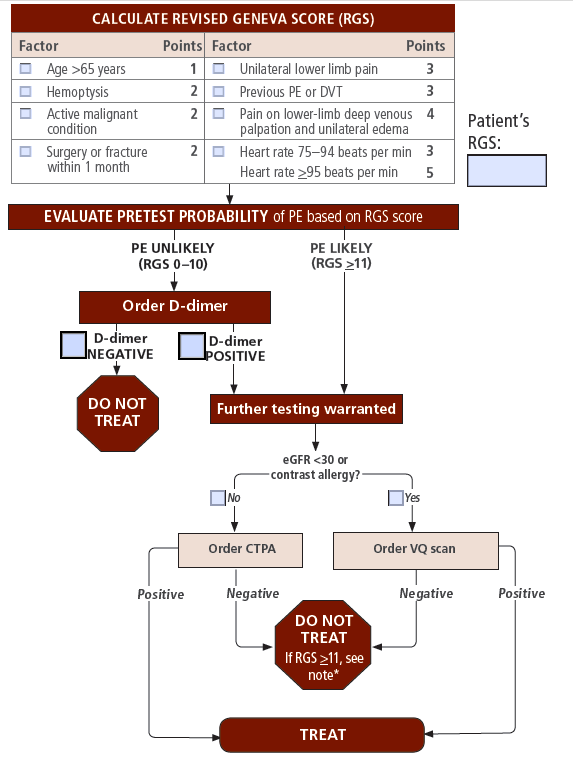 CALCULATE REVISED GENEVA SCORE (RGS)
Factor Points Factor Points
Age >65 years 1 Unilateral lower limb pain 3
Hemoptysis 2 Previous PE or DVT 3
Active malignant condition 2 Pain on lower-limb deep venous palpation and unilateral edema 4
Surgery or fracture within 1 month 2 Heart rate 75–94 beats per min 3
Heart rate ≥95 beats per min 5
Patient's
RGS:
EVALUATE PRETEST PROBABILITY of PE based on RGS score
PE UNLIKELY
(RGS 0–10)
PE LIKELY
(RGS ≥11)
Order D-dimer
D-dimer
NEGATIVE
D-dimer
POSITIVE
DO NOT
TREAT
Further testing warranted
eGFR <30 or
contrast allergy?
No
Yes
Order CTPA
Order VQ scan
Positive
Negative
Negative
Positive
DO NOT
TREAT
If RGS ≥11, see
note*
TREAT